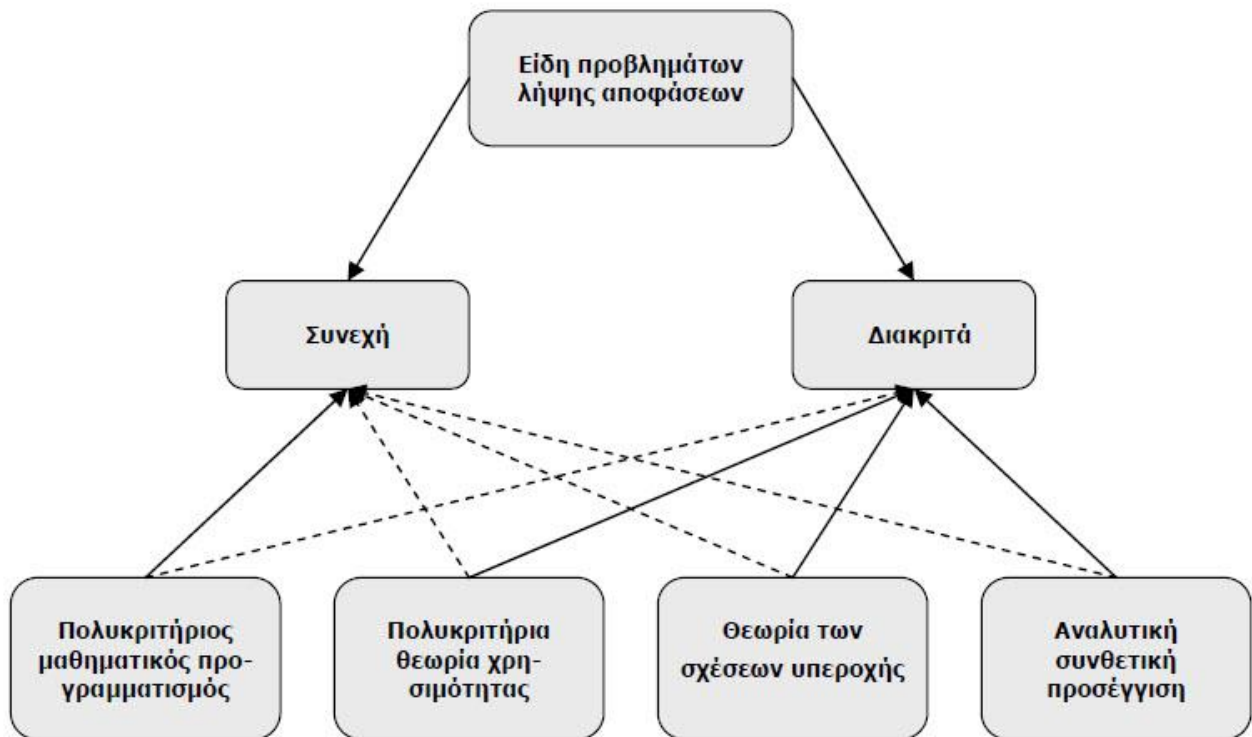 Είδη προβλημάτων
λήψης αποφάσεων
Συνεχή
Διακριτά
Πολυκριτήριος
μαθηματικός προ-
γραμματισμός
Πολυκριτήρια
θεωρία χρη-
σιμότητας
Θεωρία των
σχέσεων υπεροχής
Αναλυτική
συνθετική
προσέγγιση